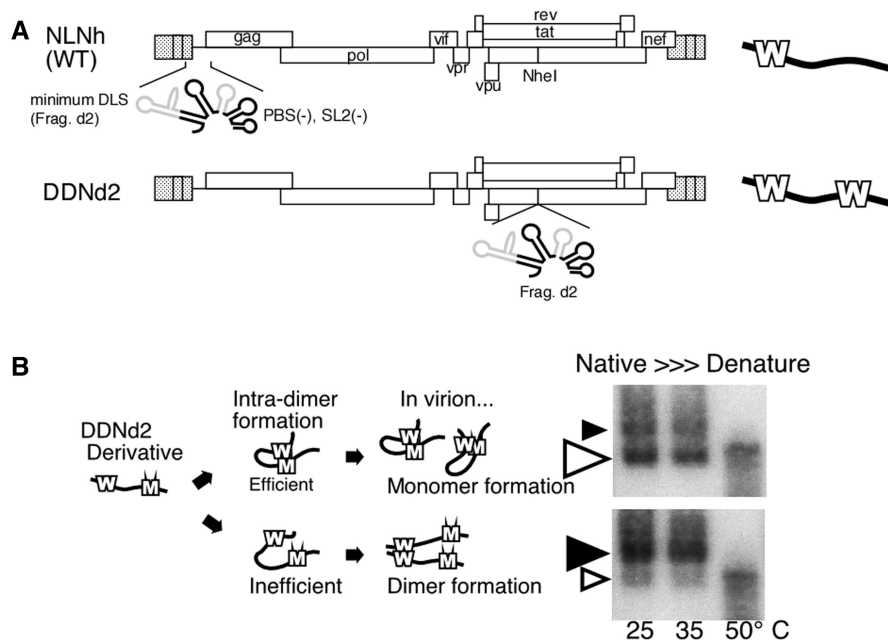 A
NLNh
(WT)
gag
pol
vif
vpr
rev
tat
vpu
NheI
nef
W
minimum DLS
(Frag. d2)
PBS(-), SL2(-)
DDNd2
W W
Frag. d2
B
Native >>> Denature
DDNd2
Derivative
W M
Intra-dimer
formation
W
M
Efficient
In virion...
W
M
W M
Monomer formation
W
M
Inefficient
W M
W M
Dimer formation
25 35 50° C